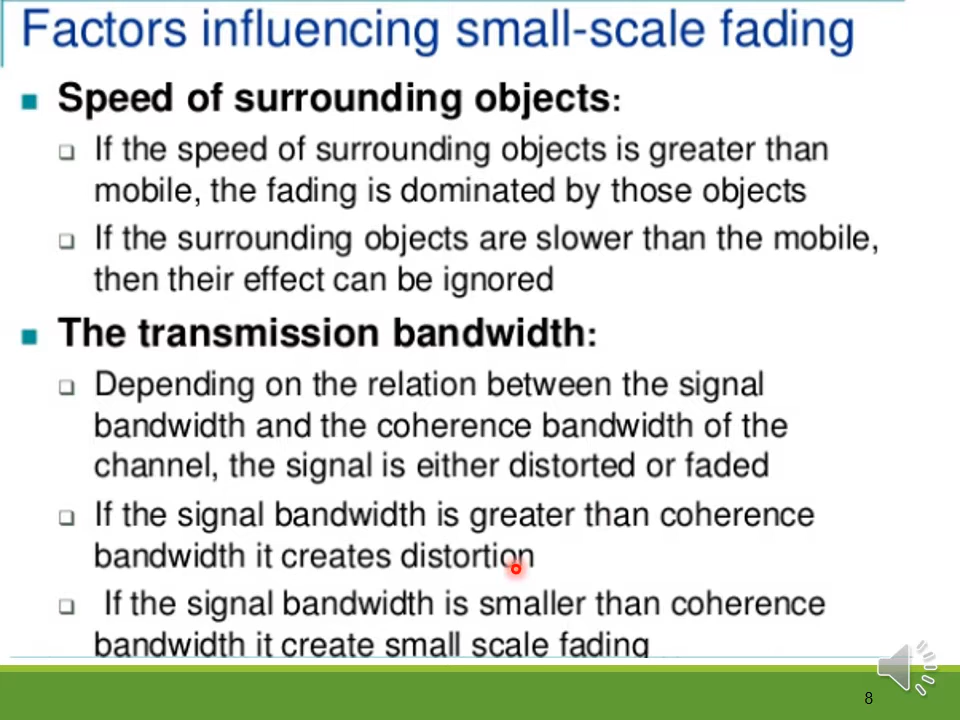 Factors influencing small-scale fading
Speed of surrounding objects:
If the speed of surrounding objects is greater than
mobile, the fading is dominated by those objects
If the surrounding objects are slower than the mobile,
then their effect can be ignored
The transmission bandwidth:
Depending on the relation between the signal
bandwidth and the coherence bandwidth of the
channel, the signal is either distorted or faded
If the signal bandwidth is greater than coherence
bandwidth it creates distortion
If the signal bandwidth is smaller than coherence
bandwidth it create small scale fading
8